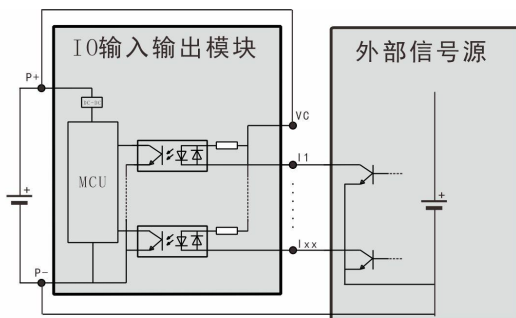 IO输入输出模块
外部信号源
P+
DC-DC
VC
I1
MCU
+
+
Ixx
P-